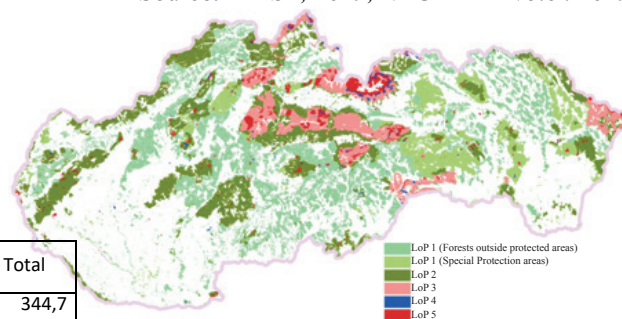 LoP 1 (Forests outside protected areas)
LoP 1 (Special Protection areas)
LoP 2
LoP 3
LoP 4
LoP 5
Total
344,7